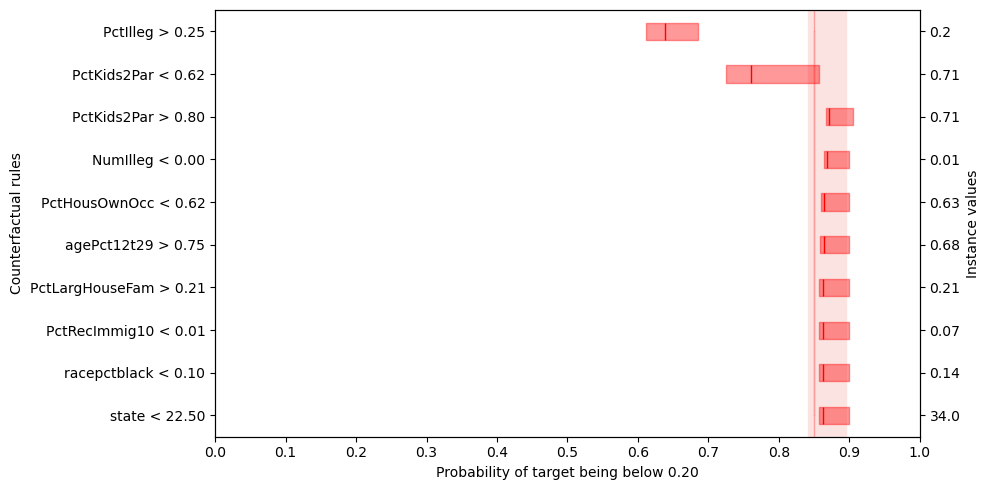 PctIlleg > 0.25 0.2
PctKids2Par < 0.62 0.71
PctKids2Par > 0.80 0.71
NumIlleg < 0.00 0.01
PctHousOwnOcc < 0.62 0.63
agePct12t29 > 0.75 0.68
PctLargHouseFam > 0.21 0.21
PctRecImmig10 < 0.01 0.07
racepctblack < 0.10 0.14
state < 22.50 34.0
Counterfactual rules
Instance values
0.0 0.1 0.2 0.3 0.4 0.5 0.6 0.7 0.8 0.9 1.0
Probability of target being below 0.20